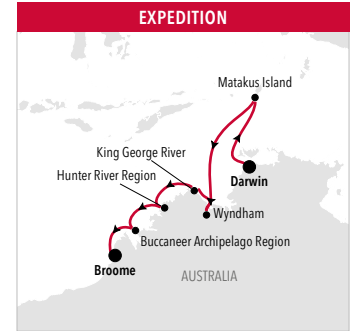 EXPEDITION
Matakus Island
King George River
Hunter River Region
Darwin
Wyndham
Buccaneer Archipelago Region
Broome
AUSTRALIA